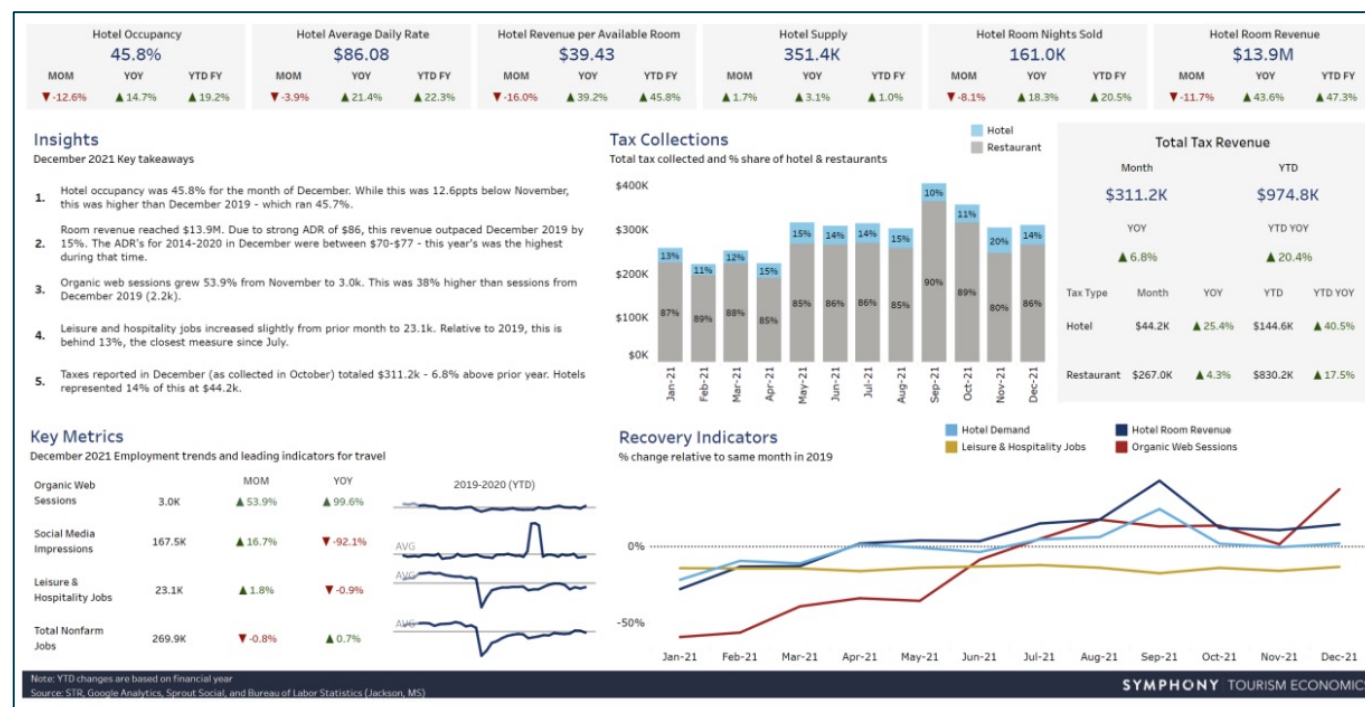 Hotel Occupancy
45.8%
MOM YOY YTD FY
▼-12.6% ▲14.7% ▲19.2%
Hotel Average Daily Rate
$86.08
MOM YOY YTD FY
▼-3.9% ▲21.4% ▲22.3%
Hotel Revenue per Available Room
$39.43
MOM YOY YTD FY
▼-16.0% ▲39.2% ▲45.8%
Hotel Supply
351.4K
MOM YOY YTD FY
▲1.7% ▲3.1% ▲1.0%
Hotel Room Nights Sold
161.0K
MOM YOY YTD FY
▼-8.1% ▲18.3% ▲20.5%
Hotel Room Revenue
$13.9M
MOM YOY YTD FY
▼-11.7% ▲43.6% ▲47.3%
Insights
December 2021 Key takeaways
1. Hotel occupancy was 45.8% for the month of December. While this was 12.6ppts below November,
this was higher than December 2019 - which ran 45.7%.
2. Room revenue reached $13.9M. Due to strong ADR of $86, this revenue outpaced December 2019 by
15%. The ADR's for 2014-2020 in December were between $70-$77 - this year's was the highest
during that time.
3. Organic web sessions grew 53.9% from November to 3.0k. This was 38% higher than sessions from
December 2019 (2.2k).
4. Leisure and hospitality jobs increased slightly from prior month to 23.1k. Relative to 2019, this is
behind 13%, the closest measure since July.
5. Taxes reported in December (as collected in October) totaled $311.2k - 6.8% above prior year. Hotels
represented 14% of this at $44.2k.
Tax Collections
Total tax collected and % share of hotel & restaurants
Hotel
Restaurant
$400K
$300K
$200K
$100K
$0K
13% 11% 12% 15% 15% 14% 14% 15% 10% 11% 20% 14%
87% 89% 88% 85% 85% 86% 86% 85% 90% 89% 80% 86%
Jan-21 Feb-21 Mar-21 Apr-21 May-21 Jun-21 Jul-21 Aug-21 Sep-21 Oct-21 Nov-21 Dec-21
Total Tax Revenue
Month YTD
$311.2K $974.8K
YOY YTD YOY
▲6.8% ▲20.4%
Tax Type Month YOY YTD YTD YOY
Hotel $44.2K ▲25.4% $144.6K ▲40.5%
Restaurant $267.0K ▲4.3% $830.2K ▲17.5%
Key Metrics
December 2021 Employment trends and leading indicators for travel
MOM YOY 2019-2020 (YTD)
Organic Web
Sessions 3.0K ▲53.9% ▲99.6%
Social Media
Impressions 167.5K ▲16.7% ▼-92.1% AVG
Leisure &
Hospitality Jobs 23.1K ▲1.8% ▼-0.9% AVG
Total Nonfarm
Jobs 269.9K ▼-0.8% ▲0.7% AVG
Recovery Indicators
% change relative to same month in 2019
Hotel Demand Hotel Room Revenue
Leisure & Hospitality Jobs Organic Web Sessions
0%
-50%
Jan-21 Feb-21 Mar-21 Apr-21 May-21 Jun-21 Jul-21 Aug-21 Sep-21 Oct-21 Nov-21 Dec-21
Note: YTD changes are based on financial year
Source: STR, Google Analytics, Sprout Social, and Bureau of Labor Statistics (Jackson, MS)
SYMPHONY TOURISM ECONOMIC